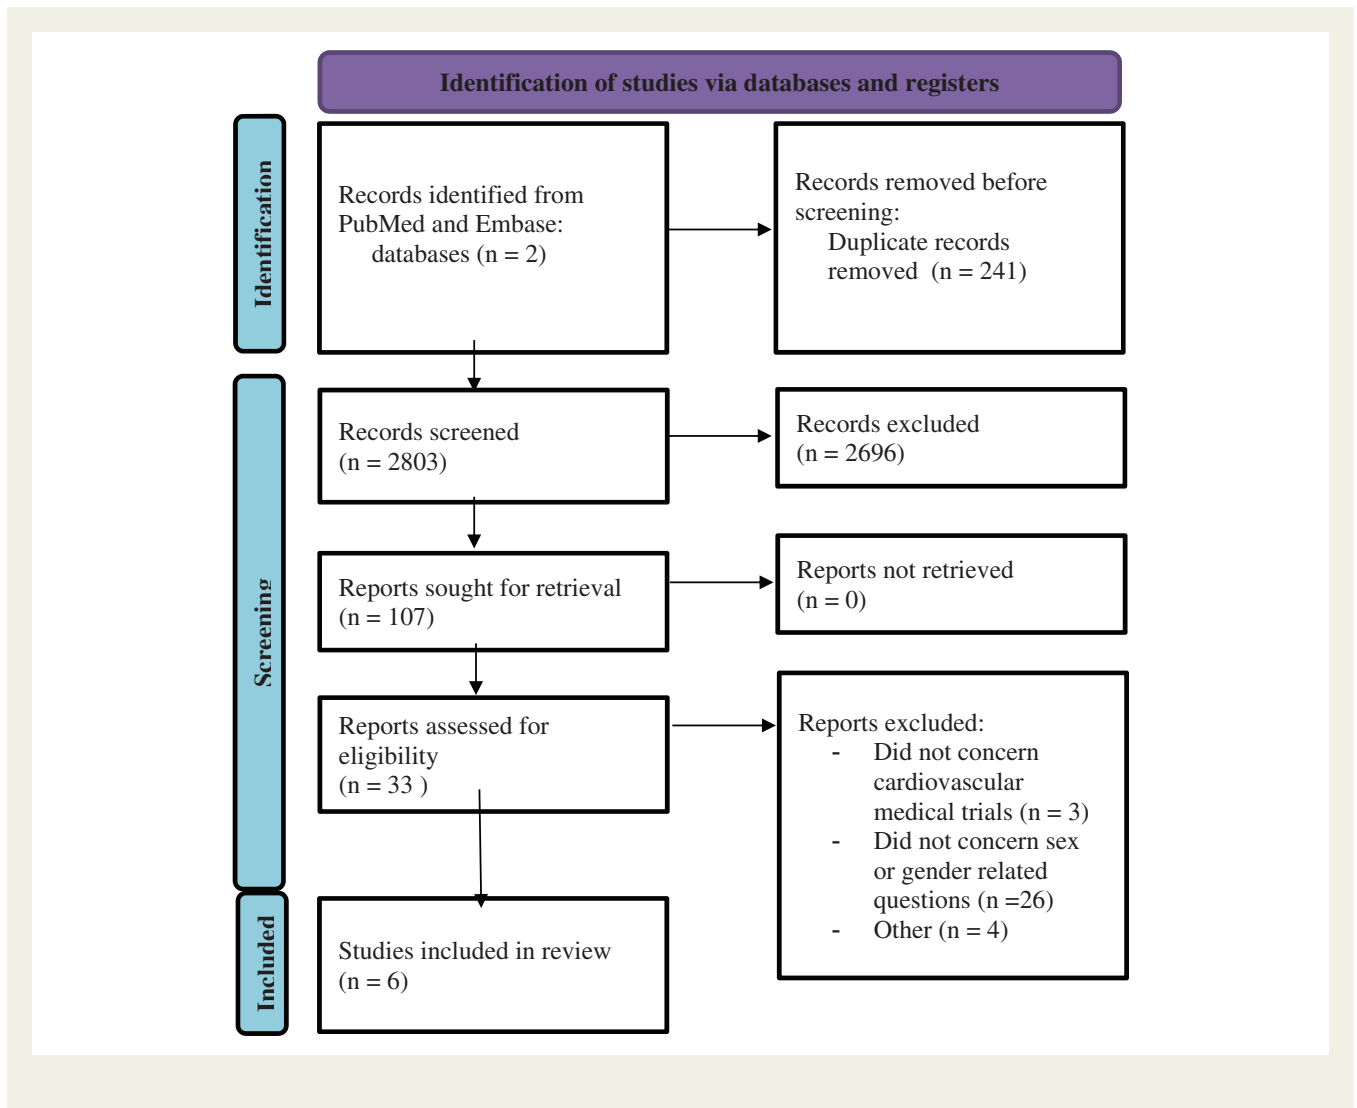 Identification of studies via databases and registers
Identification
Records identified from
PubMed and Embase:
databases (n = 2)
Records removed before
screening:
Duplicate records
removed (n = 241)
Screening
Records screened
(n = 2803)
Records excluded
(n = 2696)
Reports sought for retrieval
(n = 107)
Reports not retrieved
(n = 0)
Reports assessed for
eligibility
(n = 33 )
Reports excluded:
- Did not concern
cardiovascular
medical trials (n = 3)
- Did not concern sex
or gender related
questions (n =26)
- Other (n = 4)
Included
Studies included in review
(n = 6)